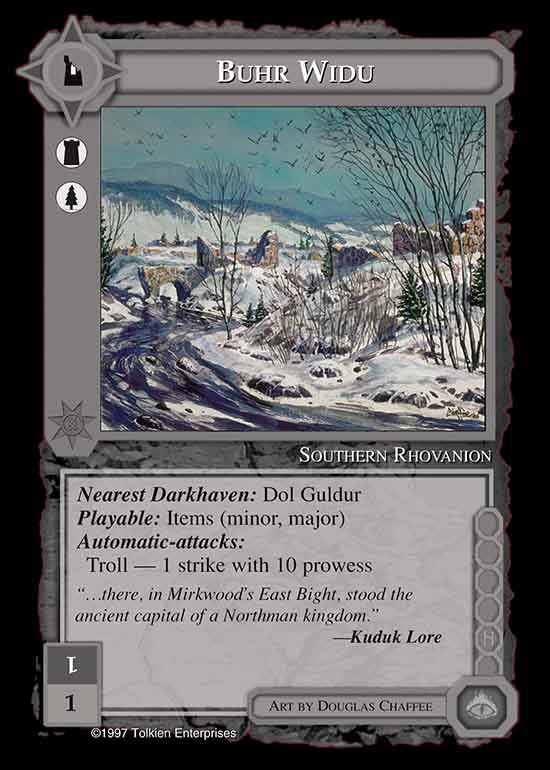 BUHR WIDU
SOUTHERN RHOVANION
Nearest Darkhaven: Dol Guldur
Playable: Items (minor, major)
Automatic-attacks:
Troll — 1 strike with 10 prowess
“…there, in Mirkwood’s East Bight, stood the
ancient capital of a Northman kingdom.”
—Kuduk Lore
1
1
H
ART BY DOUGLAS CHAFFEE
©1997 Tolkien Enterprises